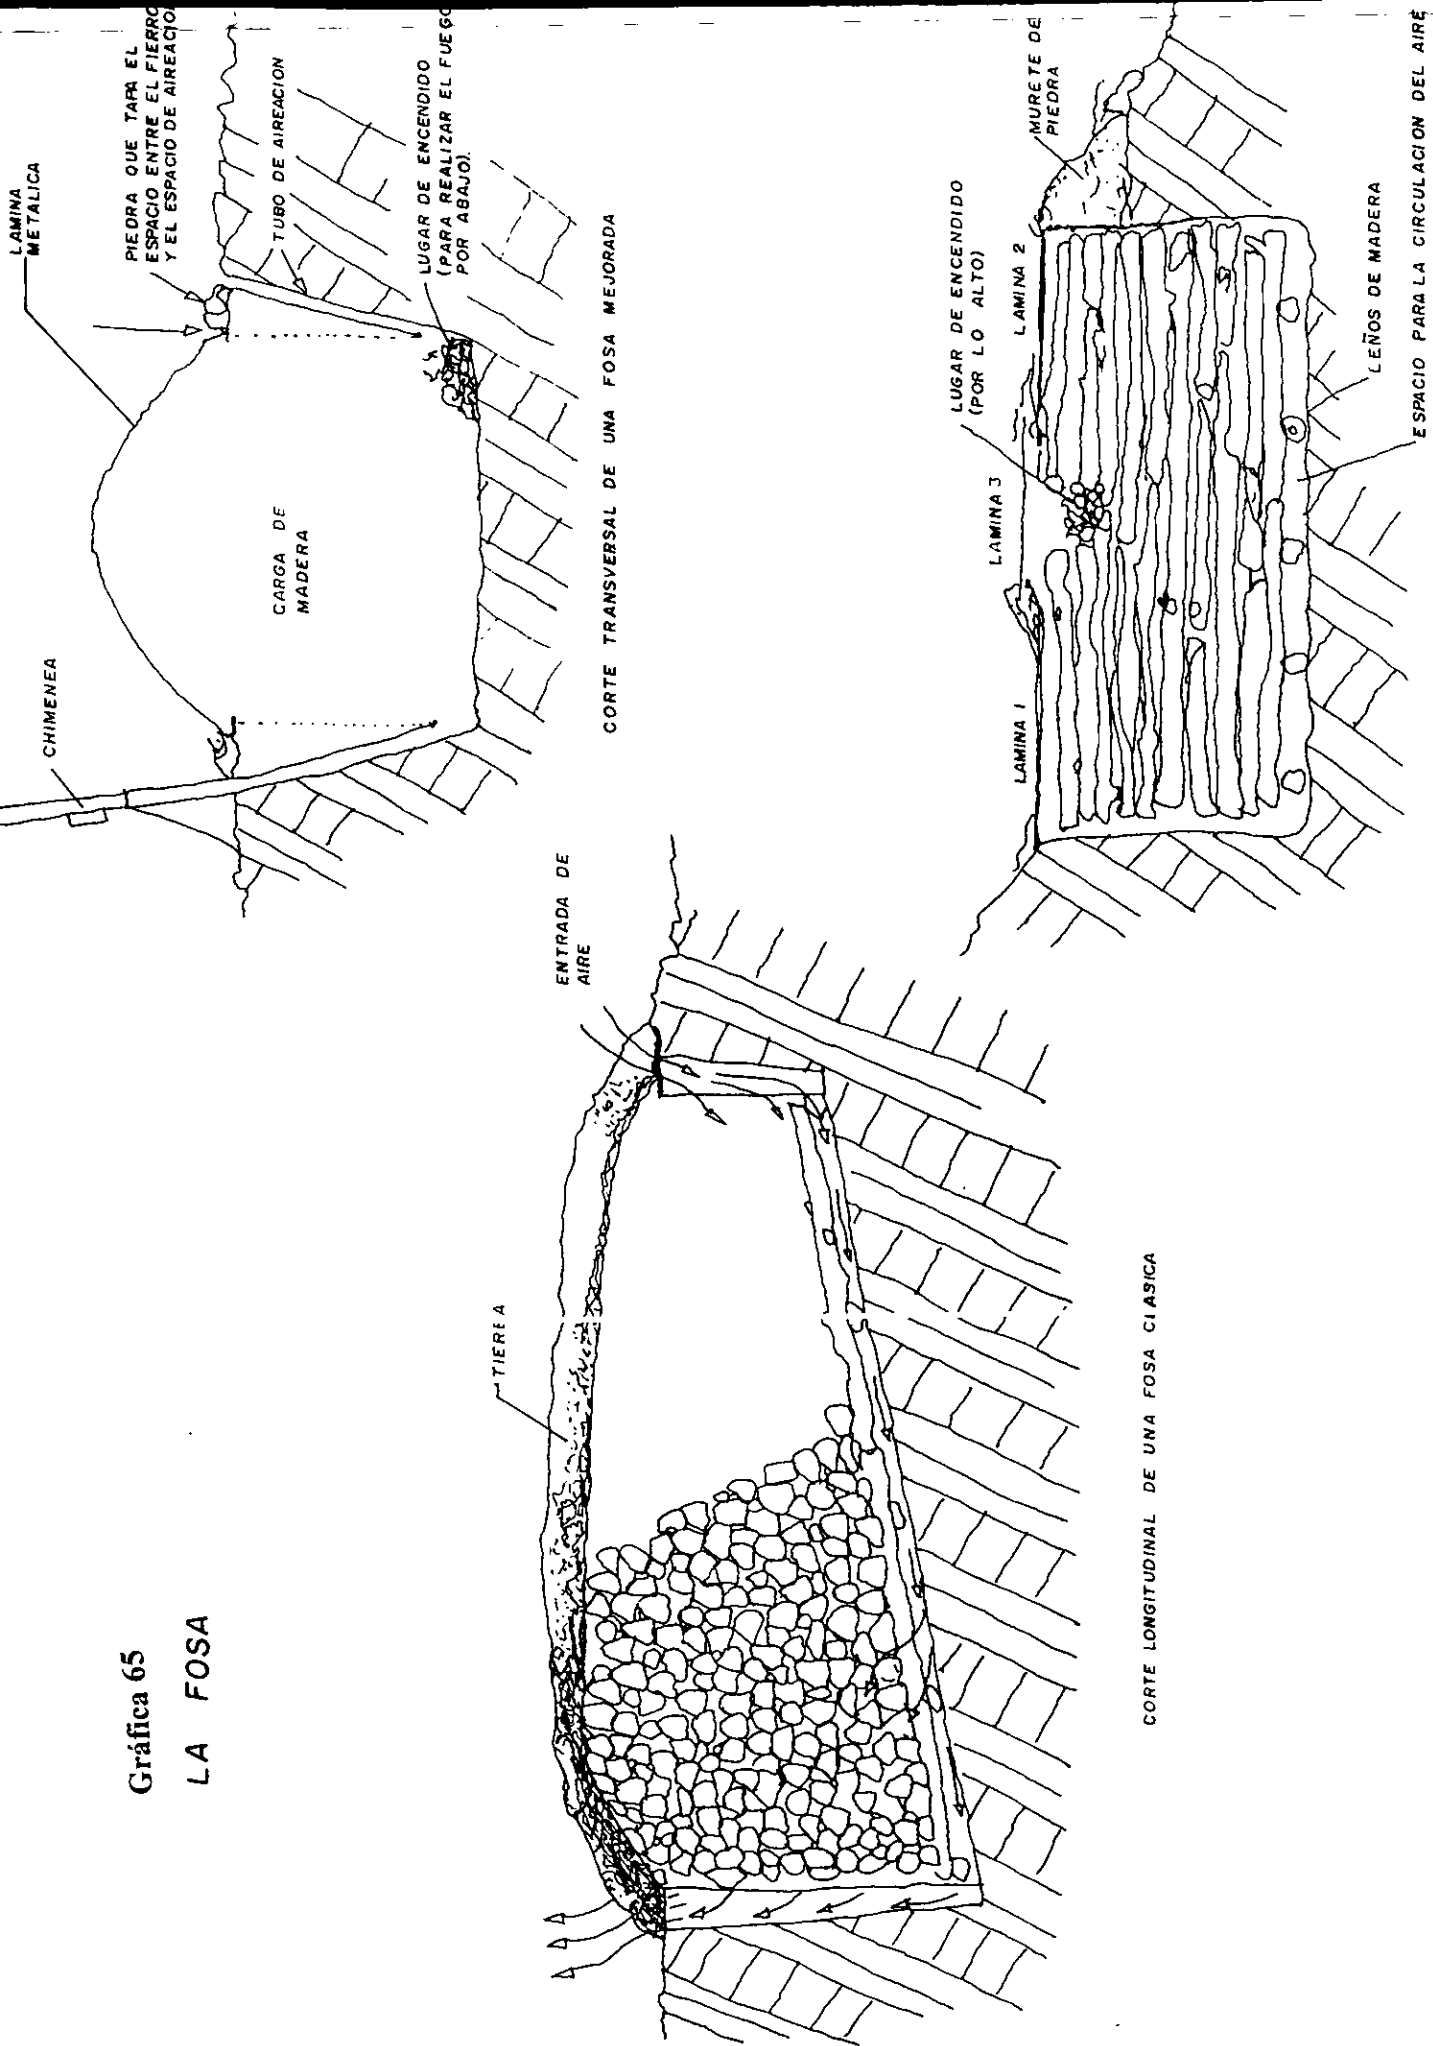 Gráfica 65
LA FOSA
TIEREA
ENTRADA DE
AIRE
CORTE LONGITUDINAL DE UNA FOSA CLASICA
CHIMENEA
LAMINA
METALICA
PIEDRA QUE TAPA EL
ESPACIO ENTRE EL FIERRO
Y EL ESPACIO DE AIREACIO
TUBO DE AIREACION
LUGAR DE ENCENDIDO
(PARA REALIZAR EL FUEGO
POR ABAJO).
CARGA DE
MADERA
CORTE TRANSVERSAL DE UNA FOSA MEJORADA
LUGAR DE ENCENDIDO
(POR LO ALTO)
MURETE DE
PIEDRA
LAMINA 1
LAMINA 3
LAMINA 2
LEÑOS DE MADERA
ESPACIO PARA LA CIRCULACION DEL AIRE